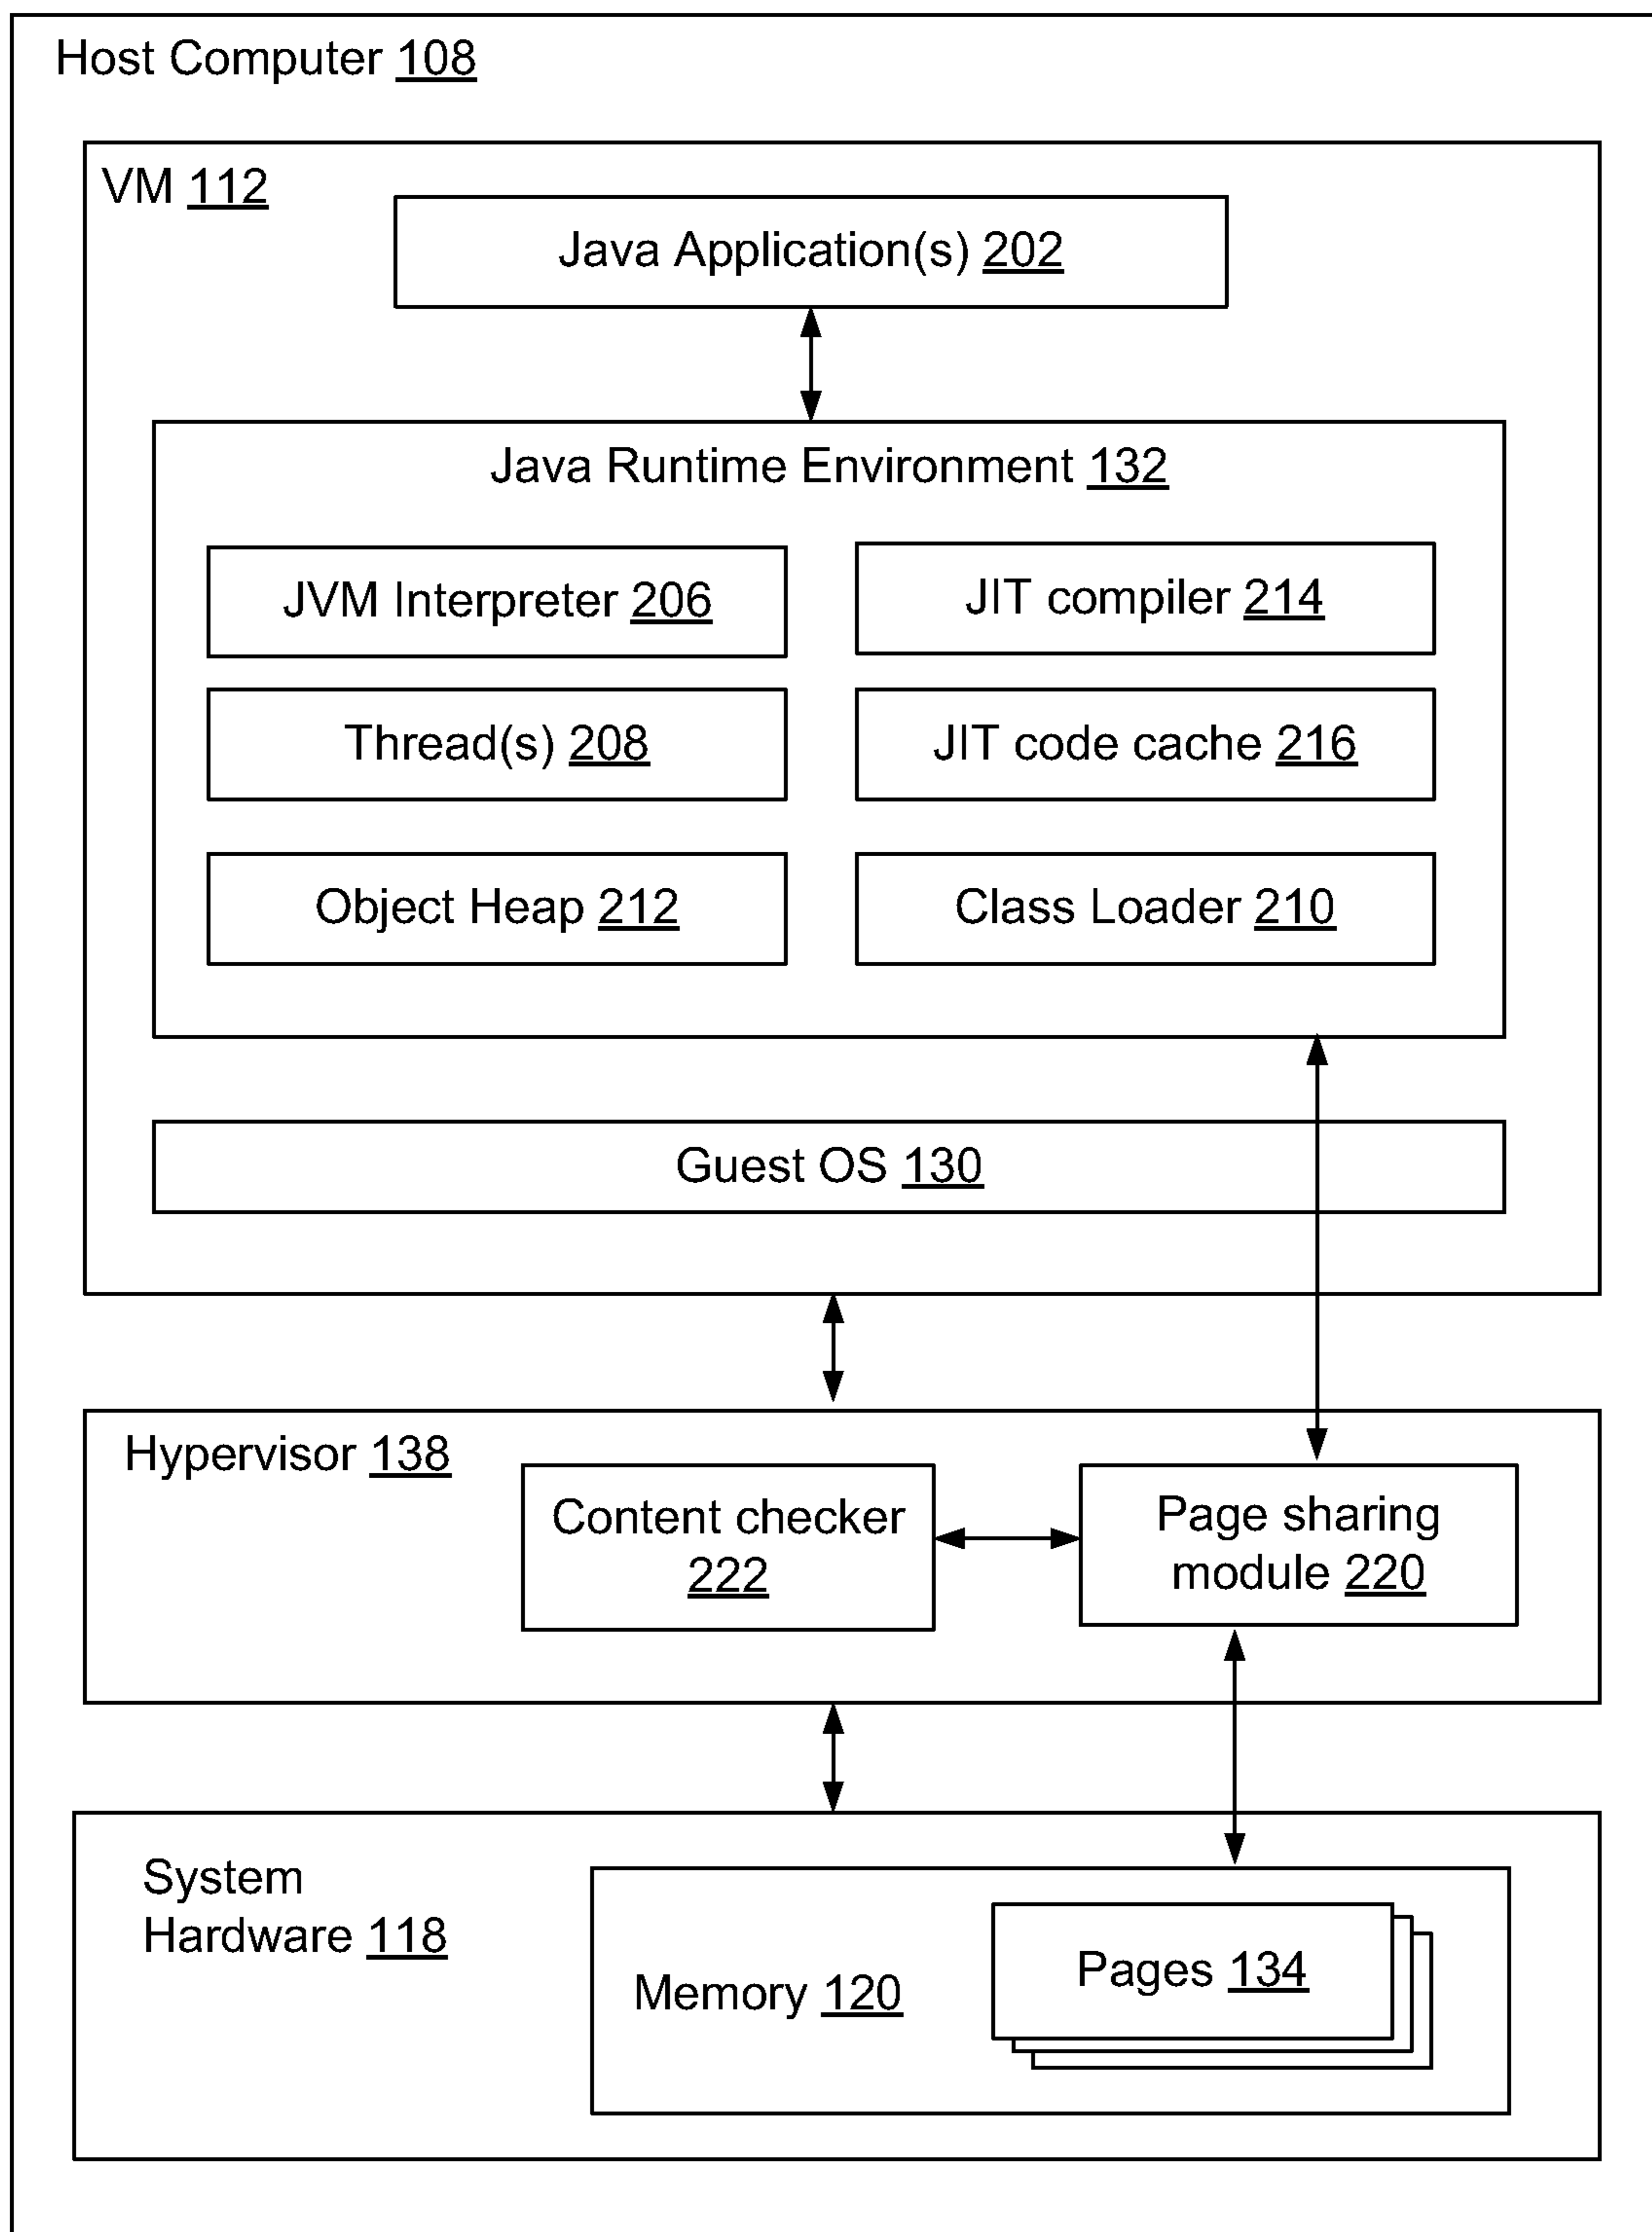 Host Computer 108
VM 112
Java Application(s) 202
Java Runtime Environment 132
JVM Interpreter 206
JIT compiler 214
Thread(s) 208
JIT code cache 216
Object Heap 212
Class Loader 210
Guest OS 130
Hypervisor 138
Content checker
222
Page sharing
module 220
System
Hardware 118
Memory 120
Pages 134